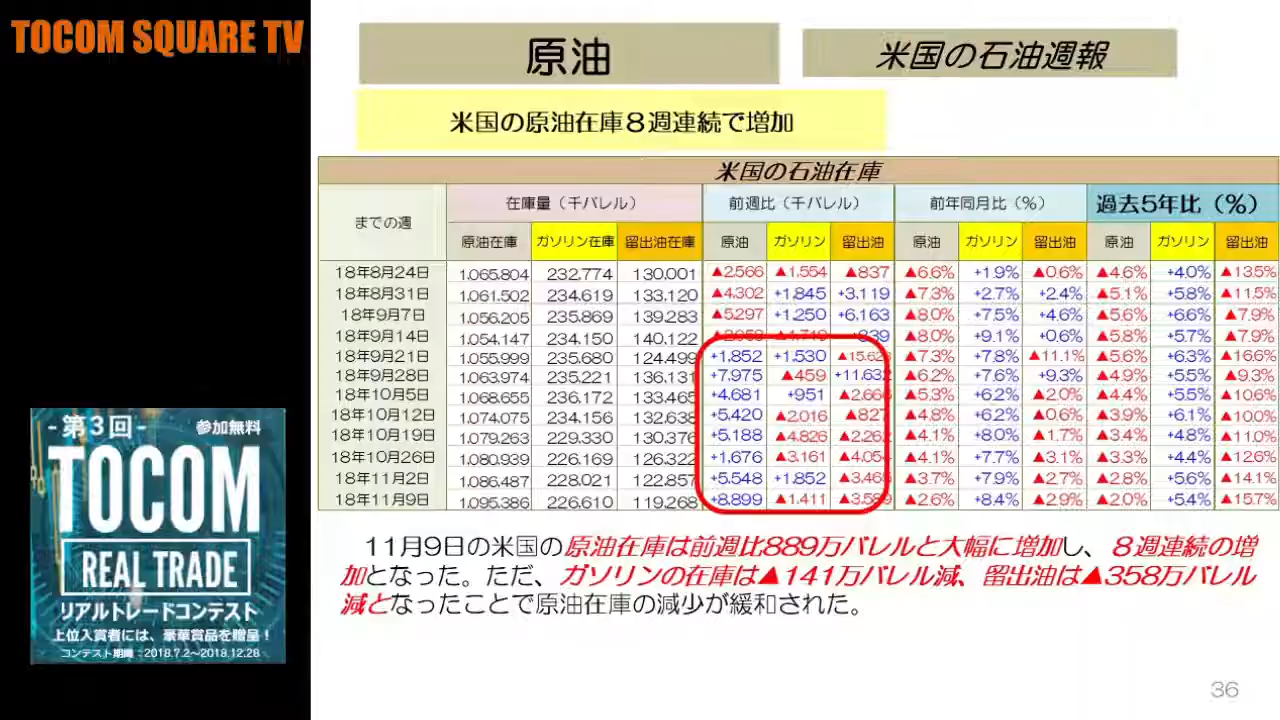 TOCOM SQUARE TV
原油
米国の石油週報
米国の原油在庫８週連続で増加
米国の石油在庫
までの週 在庫量（千バレル） 前週比（千バレル） 前年同月比（%） 過去5年比（%）
原油在庫 ガソリン在庫 留出油在庫 原油 ガソリン 留出油 原油 ガソリン 留出油 原油 ガソリン 留出油
18年8月24日 1,065,804 232,774 130,001 ▲2,566 ▲1,554 ▲837 ▲6.6% +1.9% ▲0.6% ▲4.6% +4.0% ▲13.5%
18年8月31日 1,061,502 234,619 133,120 ▲4,302 +1,845 +3,119 ▲7.3% +2.7% +2.4% ▲5.1% +5.8% ▲11.5%
18年9月7日 1,056,205 235,869 139,283 ▲5,297 +1,250 +6,163 ▲8.0% +7.5% +4.6% ▲5.6% +6.6% ▲7.9%
18年9月14日 1,054,147 234,150 140,122 ▲8.0% +9.1% +0.6% ▲5.8% +5.7% ▲7.9%
18年9月21日 1,055,999 235,680 124,499 +1,852 +1,530 ▲7.3% +7.8% ▲11.1% ▲5.6% +6.3% ▲16.6%
18年9月28日 1,063,974 235,221 136,131 +7,975 ▲459 +11,632 ▲6.2% +7.6% +9.3% ▲4.9% +5.5% ▲9.3%
18年10月5日 1,068,655 236,172 133,465 +4,681 +951 ▲2,666 ▲5.3% +6.2% ▲2.0% ▲4.4% +5.5% ▲10.6%
18年10月12日 1,074,075 234,156 132,638 +5,420 ▲2,016 ▲827 ▲4.8% +6.2% ▲0.6% ▲3.9% +6.1% ▲10.0%
18年10月19日 1,079,263 229,330 130,376 +5,188 ▲4,826 ▲2,262 ▲4.1% +8.0% ▲1.7% ▲3.4% +4.8% ▲11.0%
18年10月26日 1,080,939 226,169 126,322 +1,676 ▲3,161 ▲4,054 ▲4.1% +7.7% ▲3.1% ▲3.3% +4.4% ▲12.6%
18年11月2日 1,086,487 228,021 122,857 +5,548 +1,852 ▲3,465 ▲3.7% +7.9% ▲2.7% ▲2.8% +5.6% ▲14.1%
18年11月9日 1,095,386 226,610 119,268 +8,899 ▲1,411 ▲3,589 ▲2.6% +8.4% ▲2.9% ▲2.0% +5.4% ▲15.7%
11月9日の米国の原油在庫は前週比889万バレルと大幅に増加し、８週連続の増
加となった。ただ、ガソリンの在庫は▲141万バレル減、留出油は▲358万バレル
減となったことで原油在庫の減少が緩和された。
-第3回- 参加無料
TOCOM
REAL TRADE
リアルトレードコンテスト
上位入賞者には、豪華賞品を贈呈！
コンテスト期間：2018.7.2～2018.12.28
36